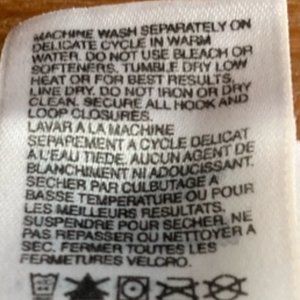 MACHINE WASH SEPARATELY ON
DELICATE CYCLE IN WARM
WATER. DO NOT USE BLEACH OR
SOFTENERS. TUMBLE DRY LOW
HEAT OR FOR BEST RESULTS,
LINE DRY. DO NOT IRON OR DRY
CLEAN. SECURE ALL HOOK AND
LOOP CLOSURES.
LAVAR A LA MACHINE
SEPAREMENT A CYCLE DELICAT
A L'EAU TIEDE. AUCUN AGENT DE
BLANCHIMENT NI ADOUCISSANT.
SECHER PAR CULBUTAGE A
BASSE TEMPERATURE OU POUR
LES MEILLEURS RESULTATS,
SUSPENDRE POUR SECHER. NE
PAS REPASSER OU NETTOYER A
SEC. FERMER TOUTES LES
FERMETURES VELCRO.